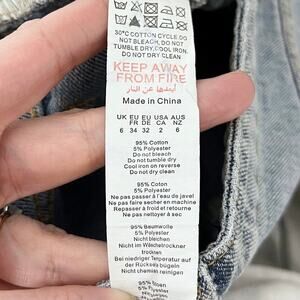 30°C COTTON CYCLE DO
NOT BLEACH, DO NOT
TUMBLE DRY, COOL IRON,
DO NOT DRY CLEAN.
KEEP AWAY
FROM FIRE
أبعدها عن النار
Made in China
UK EU EU USA AUS
FR DE CA NZ
6 34 32 2 6
95% Cotton
5% Polyester
Do not bleach
Do not tumble dry
Cool iron on reverse
Do not dry clean
95% Coton
5% Polyester
Ne pas passer à l'eau de javel
Ne pas faire secher en machine
Repassez à froid et retourne
Ne pas nettoyer à sec
95% Baumwolle
5% Polyester
Nicht bleichen
Nicht im Wäschetrockner
trocknen
Bei niedriger Temperatur auf
der Rückseite bügeln
Nicht chemisch reinigen